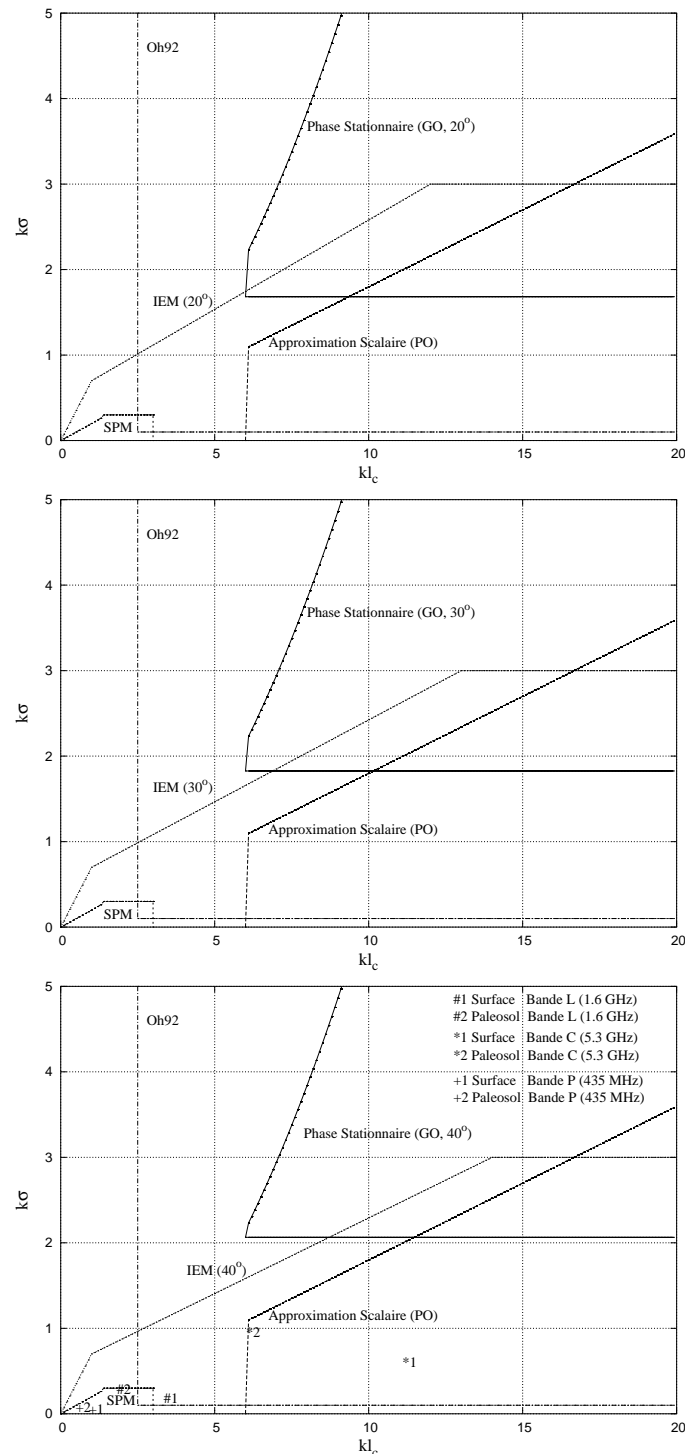 5
Oh92
4
Phase Stationnaire (GO, 20°)
3
kσ
2
IEM (20°)
Approximation Scalaire (PO)
1
SPM
0
0 5 10 15 20
kl_c
5
Oh92
4
Phase Stationnaire (GO, 30°)
3
kσ
2
IEM (30°)
Approximation Scalaire (PO)
1
SPM
0
0 5 10 15 20
kl_c
5
#1 Surface Bande L (1.6 GHz)
Oh92
#2 Paleosol Bande L (1.6 GHz)
*1 Surface Bande C (5.3 GHz)
*2 Paleosol Bande C (5.3 GHz)
4
+1 Surface Bande P (435 MHz)
+2 Paleosol Bande P (435 MHz)
Phase Stationnaire (GO, 40°)
3
kσ
2
IEM (40°)
Approximation Scalaire (PO)
1
*2
*1
#2
SPM
#1
+2
+1
0
0 5 10 15 20
kl_c